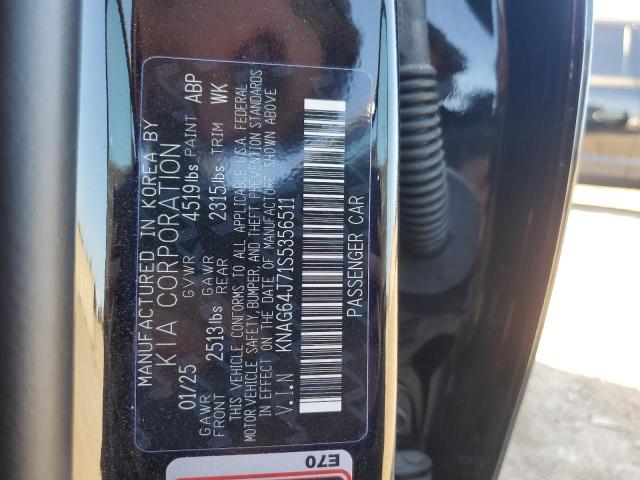 MANUFACTURED IN KOREA BY
KIA CORPORATION
01/25 GVWR 4519lbs PAINT ABP
GAWR FRONT 2513lbs GAWR REAR 2315lbs TRIM WK
THIS VEHICLE CONFORMS TO ALL APPLICABLE U.S.A. FEDERAL
MOTOR VEHICLE SAFETY, BUMPER, AND THEFT PREVENTION STANDARDS
IN EFFECT ON THE DATE OF MANUFACTURE SHOWN ABOVE
V.I.N KNAG64J71S5356511
PASSENGER CAR
E70